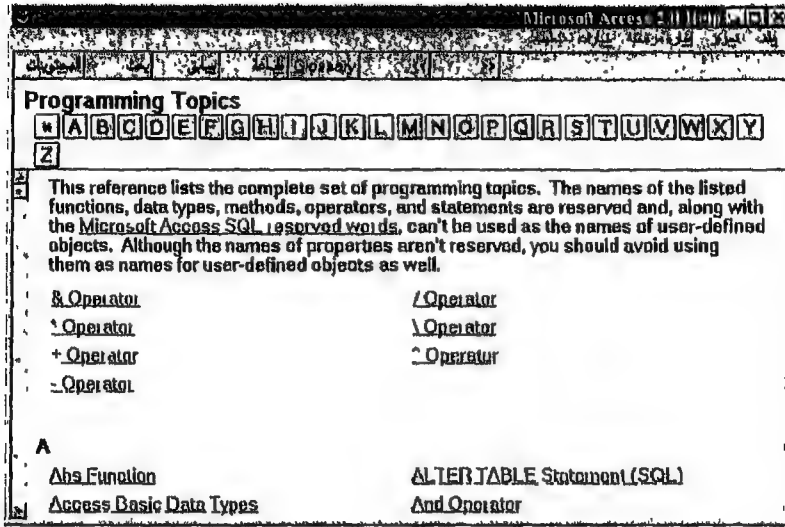 Microsoft Access 2.0
Glossary
Programming Topics
* A B C D E F G H I J K L M N O P Q R S T U V W X Y
Z
This reference lists the complete set of programming topics. The names of the listed
functions, data types, methods, operators, and statements are reserved and, along with
the Microsoft Access SQL reserved words, can't be used as the names of user-defined
objects. Although the names of properties aren't reserved, you should avoid using
them as names for user-defined objects as well.
& Operator
/ Operator
* Operator
\ Operator
+ Operator
^ Operator
- Operator
A
Abs Function
ALTER TABLE Statement (SQL)
Access Basic Data Types
And Operator